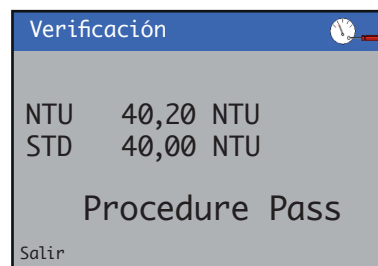 Verificación
NTU 40,20 NTU
STD 40,00 NTU
Procedure Pass
Salir